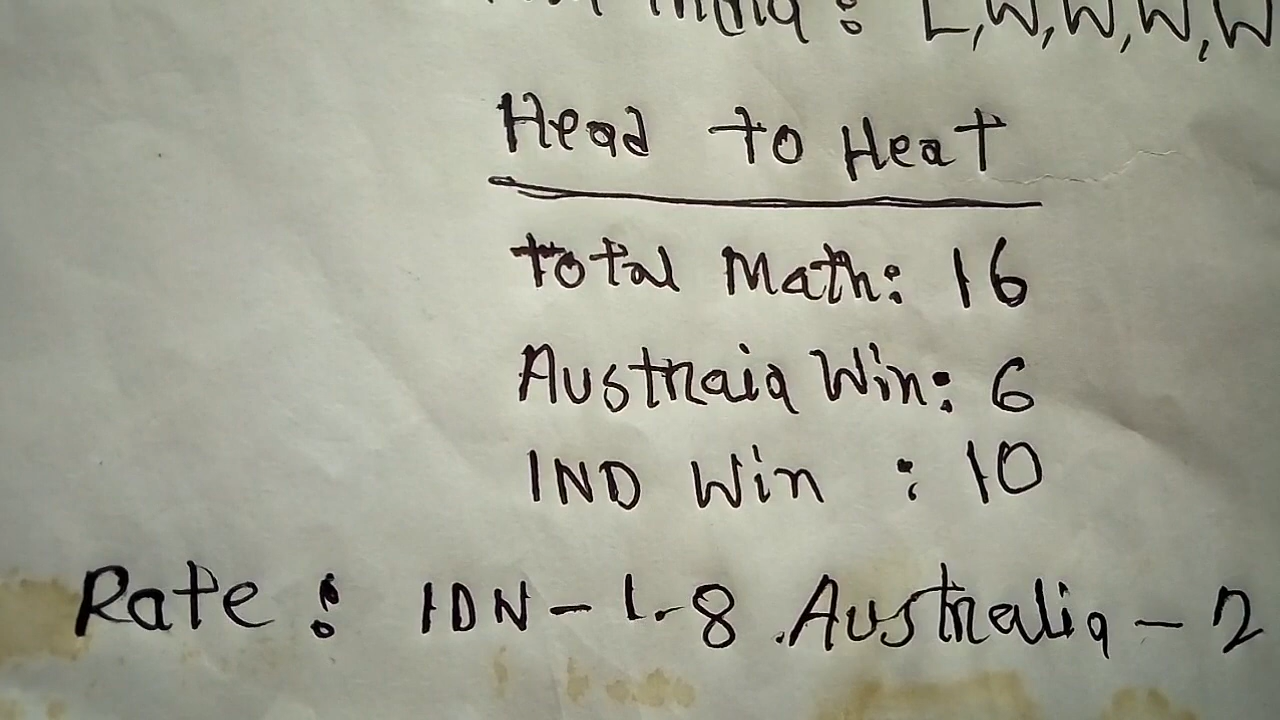 : L, W, W, W, W
Head to Heat
Total Math: 16
Austraia Win: 6
IND Win : 10
Rate: IDN - 1.8 Australia - 2